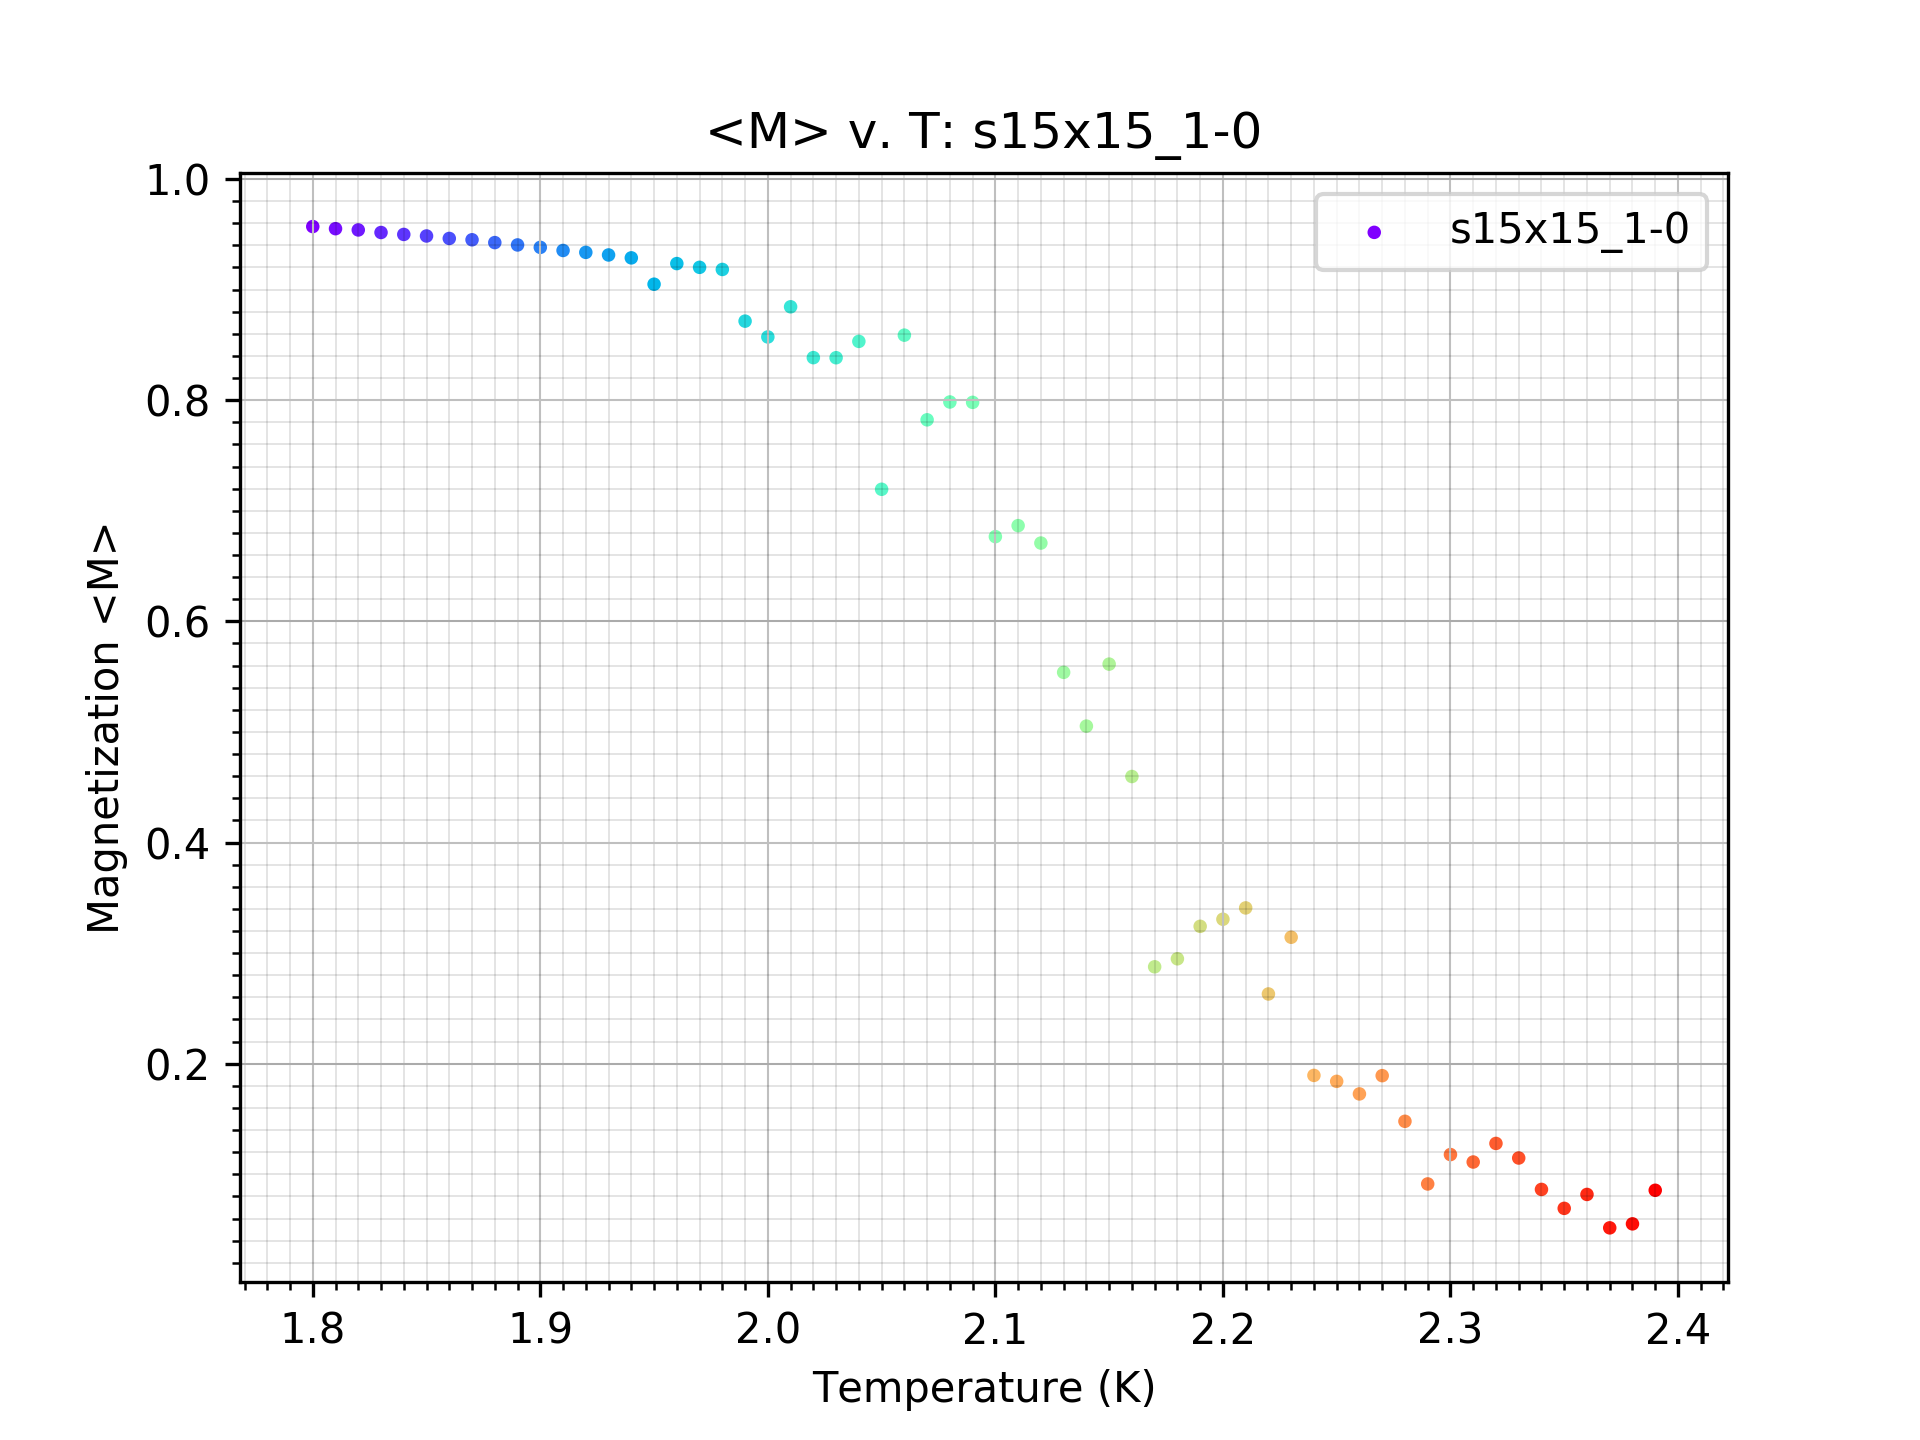 <M> v. T: s15x15_1-0
s15x15_1-0
Magnetization <M>
1.0
0.8
0.6
0.4
0.2
1.8 1.9 2.0 2.1 2.2 2.3 2.4
Temperature (K)